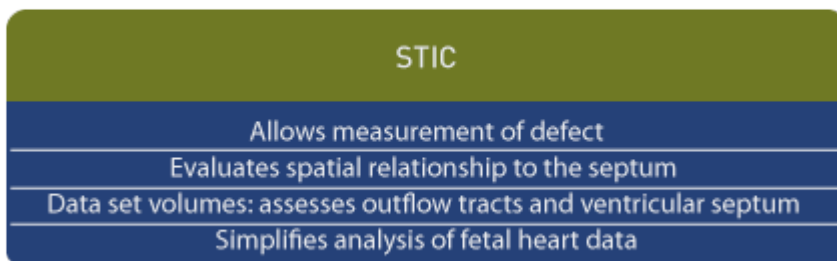 STIC
Allows measurement of defect
Evaluates spatial relationship to the septum
Data set volumes: assesses outflow tracts and ventricular septum
Simplifies analysis of fetal heart data